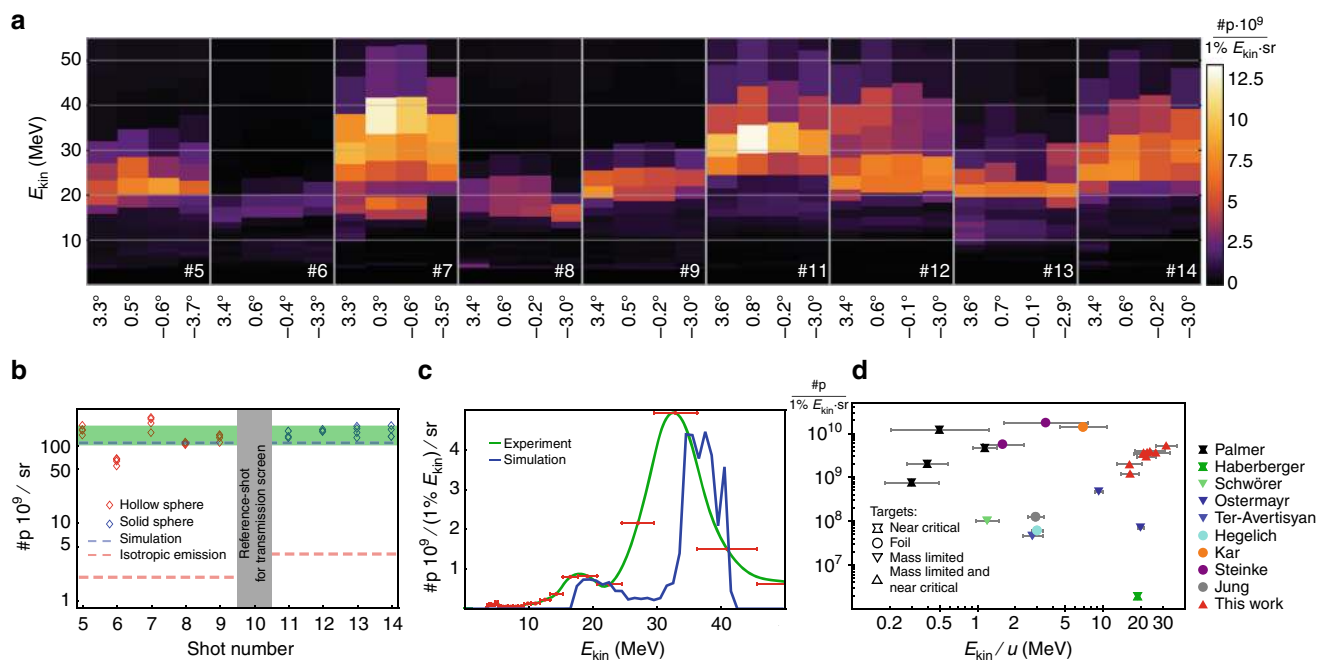 a
#p·10⁹
1% E_kin·sr
50
40
30
20
10
E_kin (MeV)
#5 #6 #7 #8 #9 #11 #12 #13 #14
12.5
10
7.5
5
2.5
0
3.3° 0.5° −0.6° −3.7° 3.4° 0.6° −0.4° −3.3° 3.3° 0.3° −0.6° −3.5° 3.4° 0.6° −0.2° −3.0° 3.4° 0.5° −0.2° −3.0° 3.6° 0.8° −0.2° −3.0° 3.4° 0.6° −0.1° −3.0° 3.6° 0.7° −0.1° −2.9° 3.4° 0.6° −0.2° −3.0°
b
#p 10⁹ / sr
100
50
10
5
1
Hollow sphere
Solid sphere
Simulation
Isotropic emission
Reference-shot
for transmission screen
5 6 7 8 9 10 11 12 13 14
Shot number
c
#p 10⁹ / (1% E_kin) / sr
4
3
2
1
Experiment
Simulation
10 20 30 40
E_kin (MeV)
d
#p
1% E_kin·sr
10¹⁰
10⁹
10⁸
10⁷
Targets:
Near critical
Foil
Mass limited
Mass limited and
near critical
0.2 0.5 1 2 5 10 20 30
E_kin / u (MeV)
Palmer
Haberberger
Schwörer
Ostermayr
Ter-Avertisyan
Hegelich
Kar
Steinke
Jung
This work